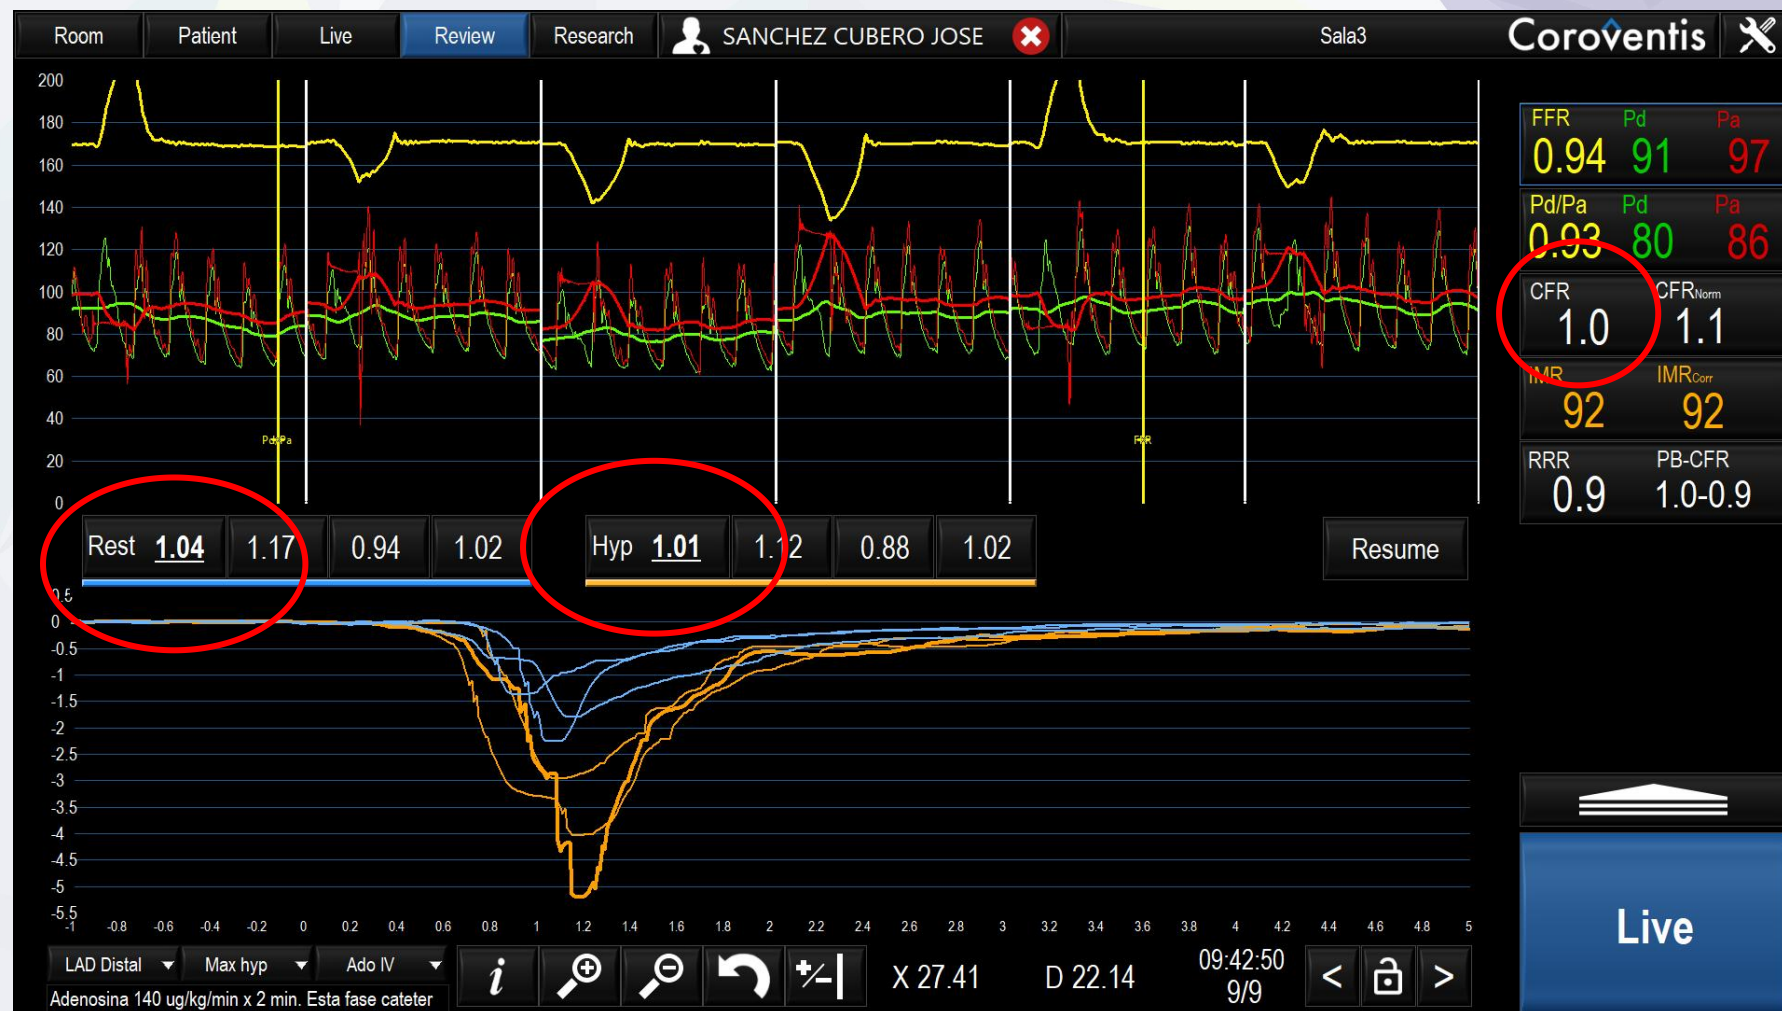 Room Patient Live Review Research SANCHEZ CUBERO JOSE Sala3 Coroventis
200
180
160
140
120
100
80
60
40
20
0
Pd/Pa
FFR
FFR Pd Pa
0.94 91 97
Pd/Pa Pd Pa
0.93 80 86
CFR CFRNorm
1.0 1.1
IMR IMRCorr
92 92
RRR PB-CFR
0.9 1.0-0.9
Rest 1.04 1.17 0.94 1.02 Hyp 1.01 1.12 0.88 1.02 Resume
0.5
0
-0.5
-1
-1.5
-2
-2.5
-3
-3.5
-4
-4.5
-5
-5.5
-1 -0.8 -0.6 -0.4 -0.2 0 0.2 0.4 0.6 0.8 1 1.2 1.4 1.6 1.8 2 2.2 2.4 2.6 2.8 3 3.2 3.4 3.6 3.8 4 4.2 4.4 4.6 4.8 5
Live
LAD Distal Max hyp Ado IV i +/- X 27.41 D 22.14 09:42:50 < >
9/9
Adenosina 140 ug/kg/min x 2 min. Esta fase cateter